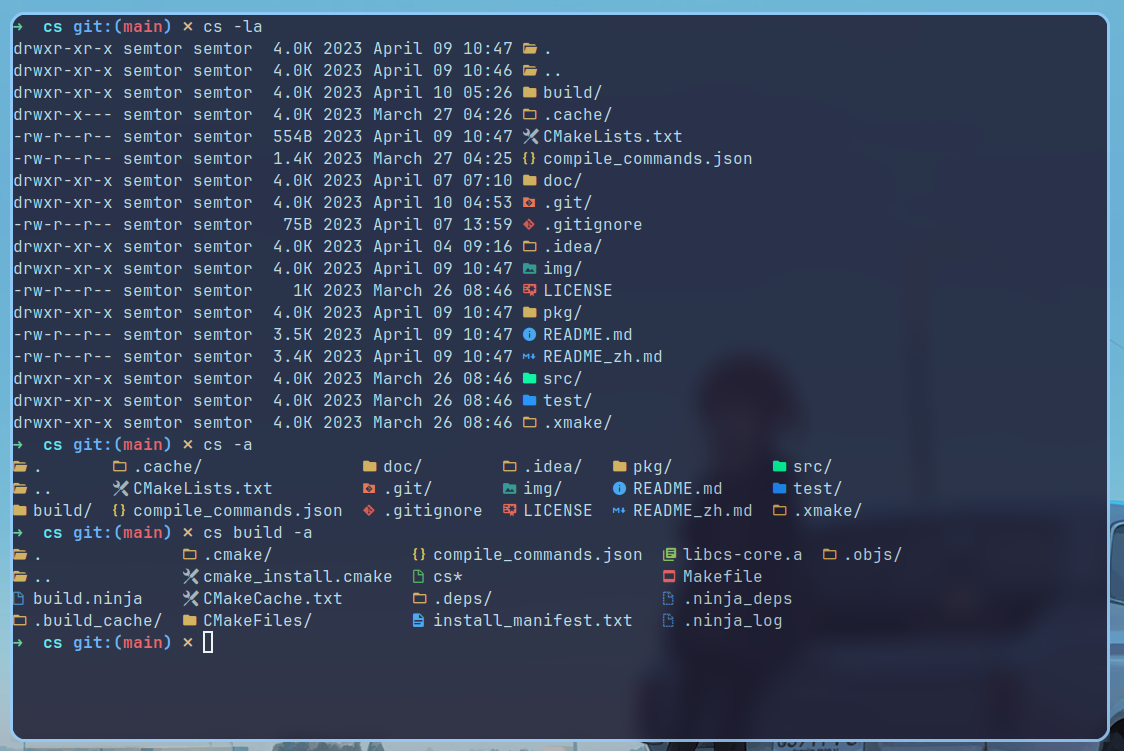 →  cs git:(main) × cs -la
drwxr-xr-x semtor semtor  4.0K 2023 April 09 10:47 .
drwxr-xr-x semtor semtor  4.0K 2023 April 09 10:46 ..
drwxr-xr-x semtor semtor  4.0K 2023 April 10 05:26 build/
drwxr-x--- semtor semtor  4.0K 2023 March 27 04:26 .cache/
-rw-r--r-- semtor semtor  554B 2023 April 09 10:47 CMakeLists.txt
-rw-r--r-- semtor semtor  1.4K 2023 March 27 04:25 {} compile_commands.json
drwxr-xr-x semtor semtor  4.0K 2023 April 07 07:10 doc/
drwxr-xr-x semtor semtor  4.0K 2023 April 10 04:53 .git/
-rw-r--r-- semtor semtor   75B 2023 April 07 13:59 .gitignore
drwxr-xr-x semtor semtor  4.0K 2023 April 04 09:16 .idea/
drwxr-xr-x semtor semtor  4.0K 2023 April 09 10:47 img/
-rw-r--r-- semtor semtor    1K 2023 March 26 08:46 LICENSE
drwxr-xr-x semtor semtor  4.0K 2023 April 09 10:47 pkg/
-rw-r--r-- semtor semtor  3.5K 2023 April 09 10:47 README.md
-rw-r--r-- semtor semtor  3.4K 2023 April 09 10:47 README_zh.md
drwxr-xr-x semtor semtor  4.0K 2023 March 26 08:46 src/
drwxr-xr-x semtor semtor  4.0K 2023 March 26 08:46 test/
drwxr-xr-x semtor semtor  4.0K 2023 March 26 08:46 .xmake/
→  cs git:(main) × cs -a
.  .cache/  doc/  .idea/  pkg/  src/
..  CMakeLists.txt  .git/  img/  README.md  test/
build/  {} compile_commands.json  .gitignore  LICENSE  README_zh.md  .xmake/
→  cs git:(main) × cs build -a
.  .cmake/  {} compile_commands.json  libcs-core.a  .objs/
..  cmake_install.cmake  cs*  Makefile
build.ninja  CMakeCache.txt  .deps/  .ninja_deps
.build_cache/  CMakeFiles/  install_manifest.txt  .ninja_log
→  cs git:(main) ×